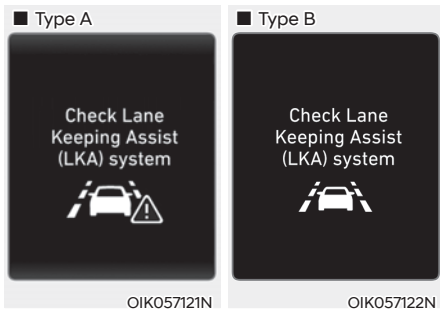 ■ Type A
Check Lane
Keeping Assist
(LKA) system
OIK057121N
■ Type B
Check Lane
Keeping Assist
(LKA) system
OIK057122N